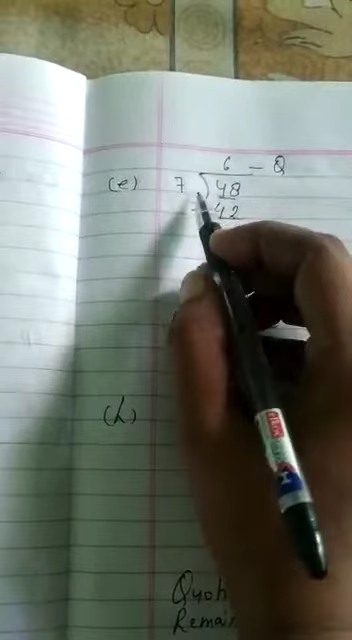 6 - Q
(e) 7) 48
- 42
(h)
Quoti
Remai